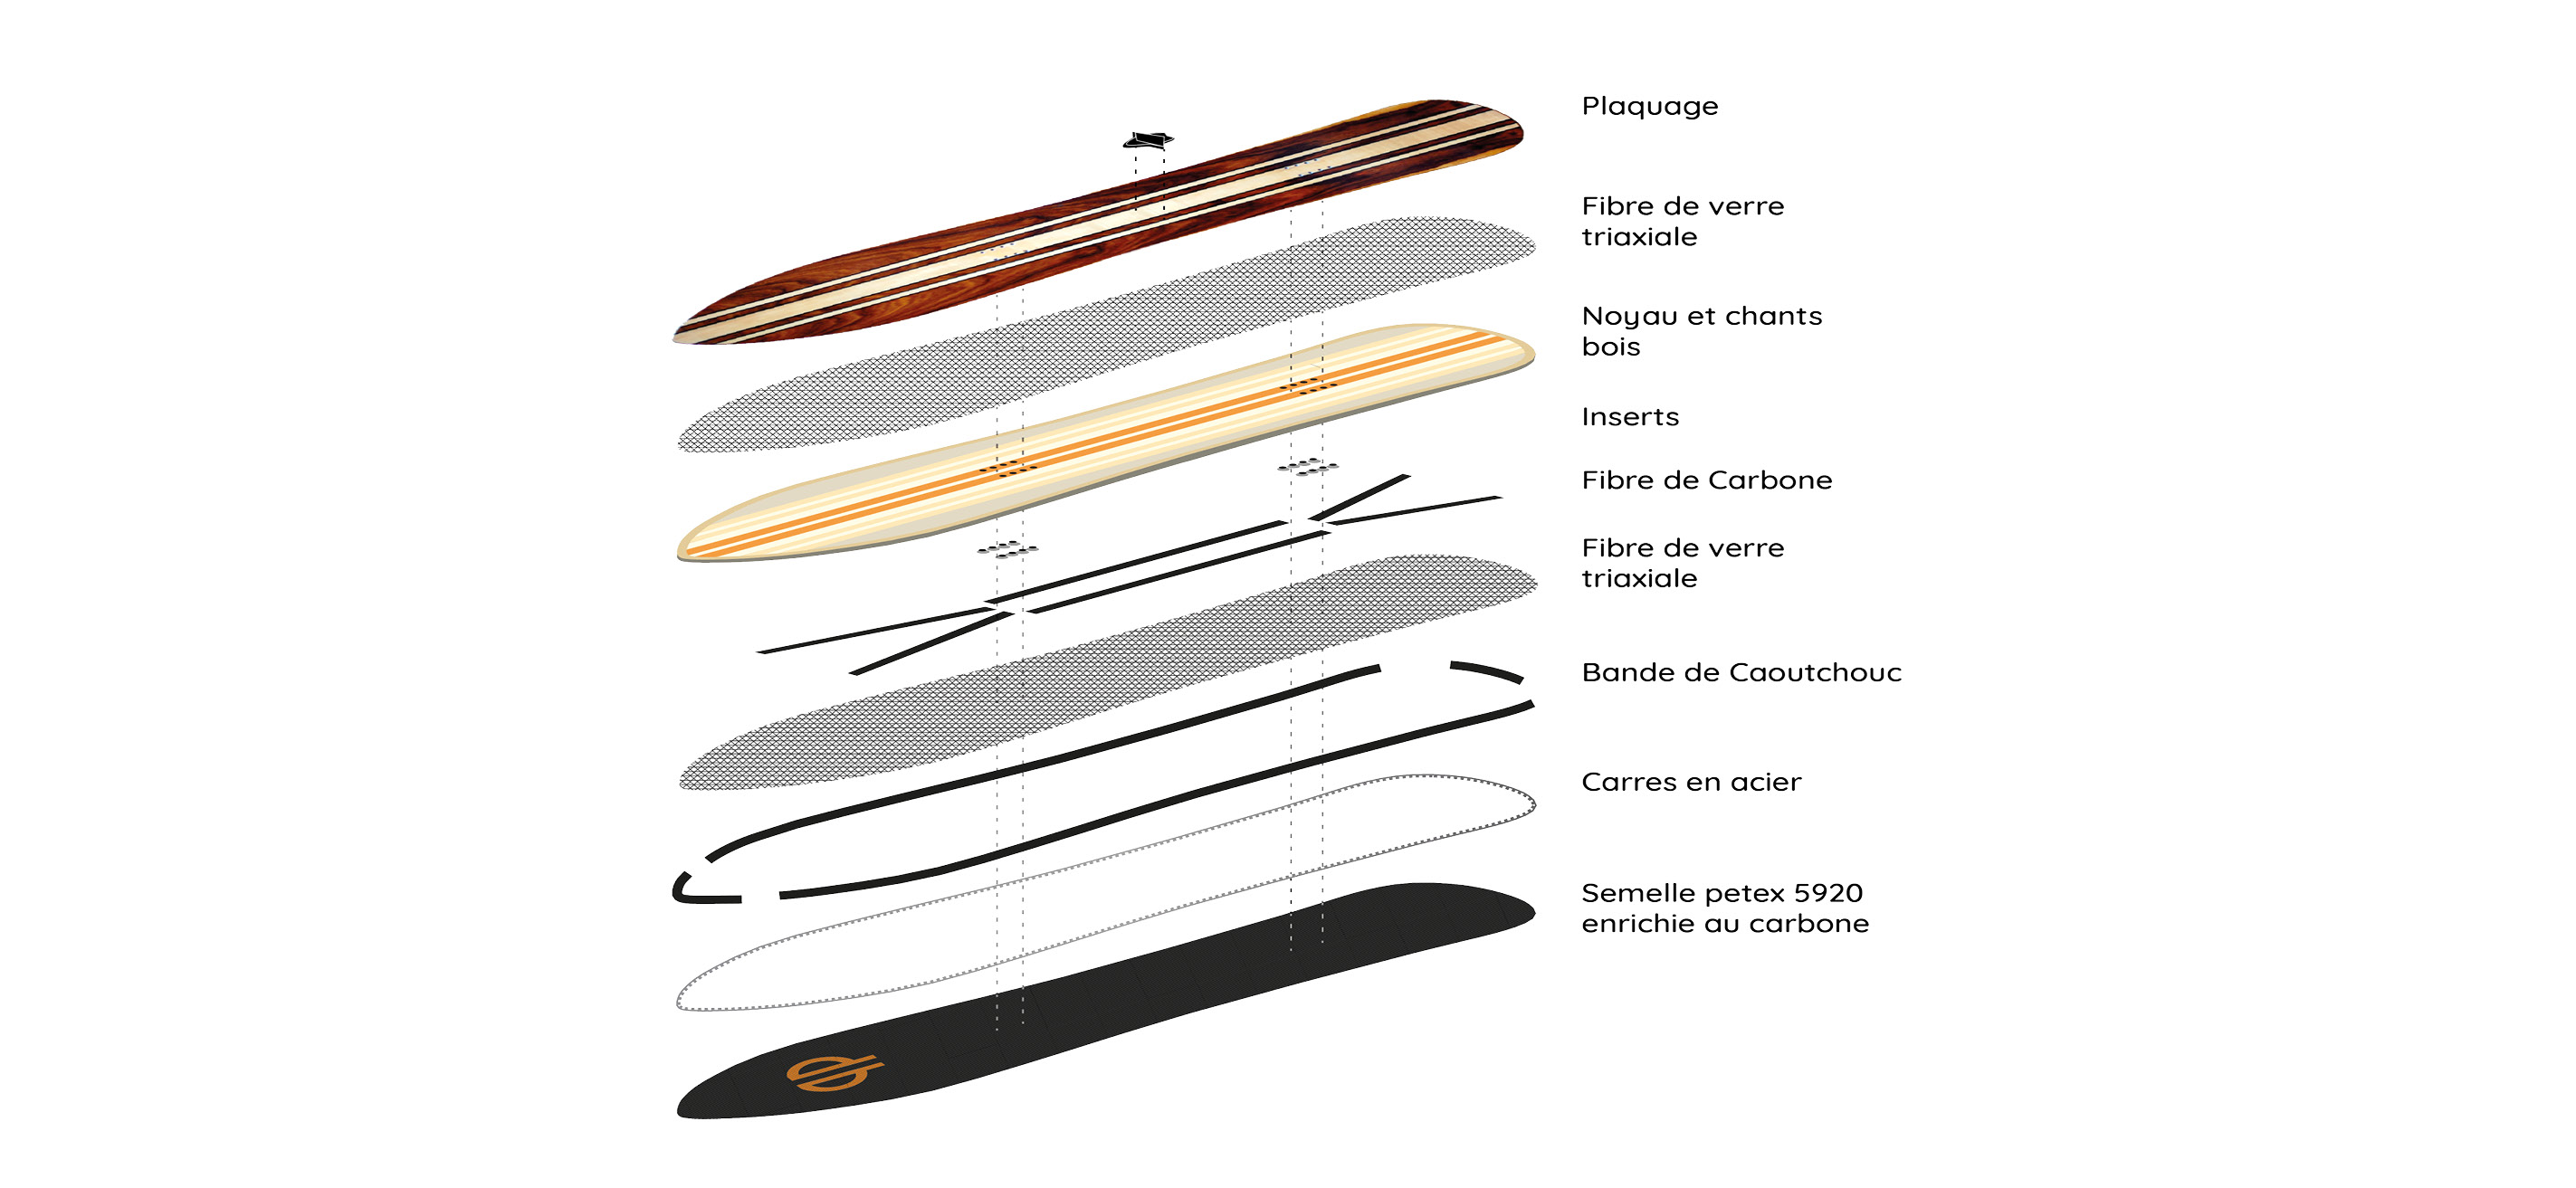 Plaquage
Fibre de verre
triaxiale
Noyau et chants
bois
Inserts
Fibre de Carbone
Fibre de verre
triaxiale
Bande de Caoutchouc
Carres en acier
Semelle petex 5920
enrichie au carbone